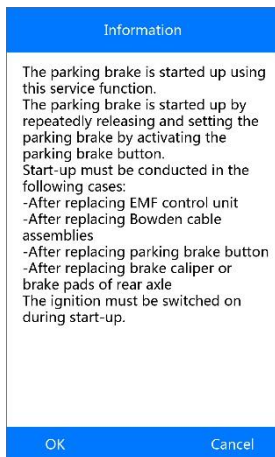 Information
The parking brake is started up using
this service function.
The parking brake is started up by
repeatedly releasing and setting the
parking brake by activating the
parking brake button.
Start-up must be conducted in the
following cases:
-After replacing EMF control unit
-After replacing Bowden cable
assemblies
-After replacing parking brake button
-After replacing brake caliper or
brake pads of rear axle
The ignition must be switched on
during start-up.
OK Cancel